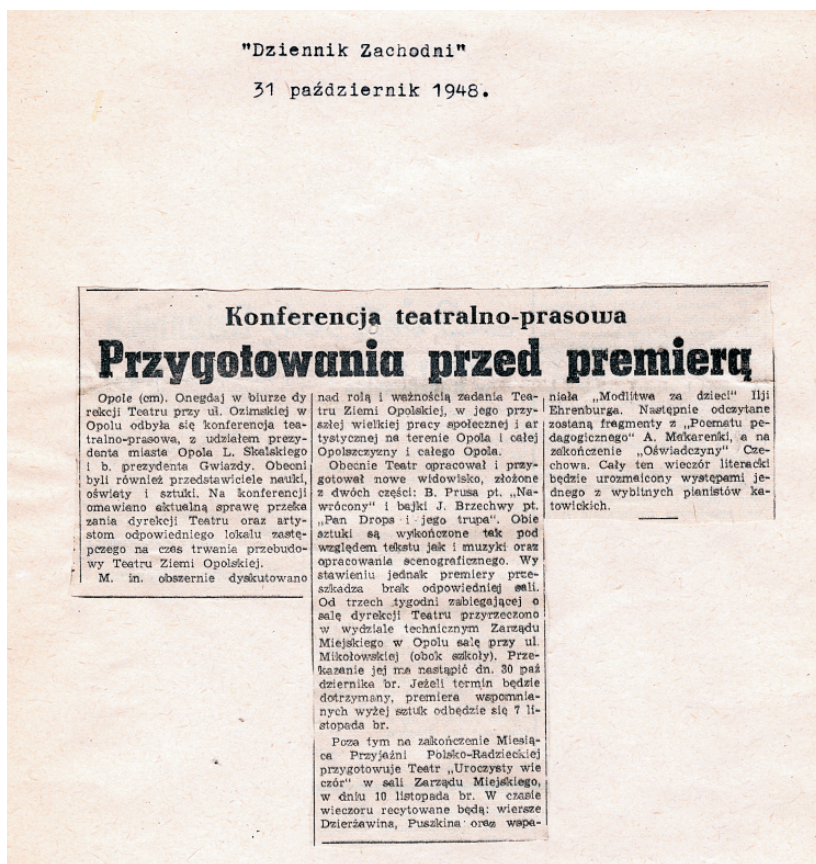 "Dziennik Zachodni"
31 październik 1948.
Konferencja teatralno-prasowa
Przygotowania przed premierą
Opole (cm). Onegdaj w biurze dy
rekcji Teatru przy ul. Ozimskiej w
Opolu odbyła się konferencja tea-
tralno-prasowa, z udziałem prezy-
denta miasta Opola L. Skalskiego
i b. prezydenta Gwiazdy. Obecni
byli również przedstawiciele nauki,
oświaty i sztuki. Na konferencji
omawiano aktualną sprawę przeka
zania dyrekcji Teatru oraz arty-
stom odpowiedniego lokalu zastę-
pczego na czas trwania przebudo-
wy Teatru Ziemi Opolskiej.
M. in. obszernie dyskutowano
nad rolą i ważnością zadania Tea-
tru Ziemi Opolskiej, w jego przy-
szłej wielkiej pracy społecznej i ar
tystycznej na terenie Opola i całej
Opolszczyzny i całego Opola.
Obecnie Teatr opracował i przy-
gotował nowe widowisko, złożone
z dwóch części: B. Prusa pt. „Na-
wrócony" i bajki J. Brzechwy pt.
„Pan Drops i jego trupa". Obie
sztuki są wykończone tak pod
względem tekstu jak i muzyki oraz
opracowanie scenograficznego. Wy
stawieniu jednak premiery prze-
szkadza brak odpowiedniej sali.
Od trzech tygodni zabiegającej o
salę dyrekcji Teatru przyrzeczono
w wydziale technicznym Zarządu
Miejskiego w Opolu salę przy ul.
Mikołowskiej (obok szkoły). Prze-
kazanie jej ma nastąpić dn. 30 paź
dziernika br. Jeżeli termin będzie
dotrzymany, premiera wspomnia-
nych wyżej sztuk odbędzie się 7 li-
stopada br.
Poza tym na zakończenie Miesią-
ca Przyjaźni Polsko-Radzieckiej
przygotowuje Teatr „Uroczysty wie
czór" w sali Zarządu Miejskiego,
w dniu 10 listopada br. W czasie
wieczoru recytowane będą: wiersze
Dzierżawina, Puszkina oraz wspa-
niała „Modlitwa za dzieci" Ilji
Ehrenburga. Następnie odczytane
zostaną fragmenty z „Poematu pe-
dagogicznego" A. Makarenki, a na
zakończenie „Oświadczyny" Cze-
chowa. Cały ten wieczór literacki
będzie urozmaicony występami je-
dnego z wybitnych pianistów ka-
towickich.